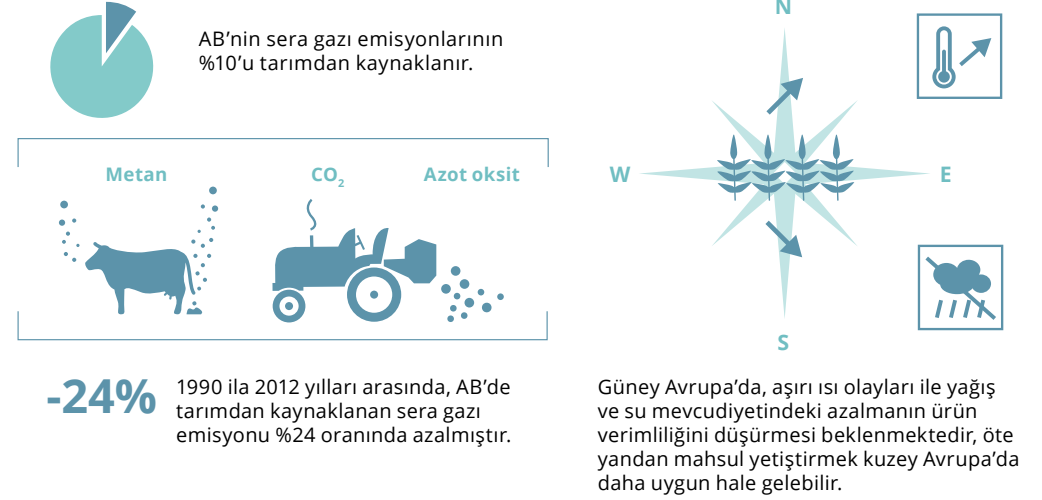 AB’nin sera gazı emisyonlarının
%10’u tarımdan kaynaklanır.
Metan
CO2
Azot oksit
-24%
1990 ila 2012 yılları arasında, AB’de
tarımdan kaynaklanan sera gazı
emisyonu %24 oranında azalmıştır.
N
W
E
S
Güney Avrupa’da, aşırı ısı olayları ile yağış
ve su mevcudiyetindeki azalmanın ürün
verimliliğini düşürmesi beklenmektedir, öte
yandan mahsul yetiştirmek kuzey Avrupa’da
daha uygun hale gelebilir.